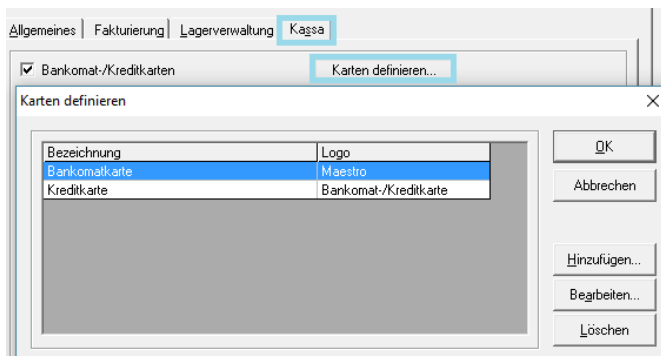 Allgemeines Fakturierung Lagerverwaltung Kassa
Bankomat-/Kreditkarten Karten definieren...
Karten definieren
Bezeichnung Logo
Bankomatkarte Maestro
Kreditkarte Bankomat-/Kreditkarte
OK
Abbrechen
Hinzufügen...
Bearbeiten...
Löschen